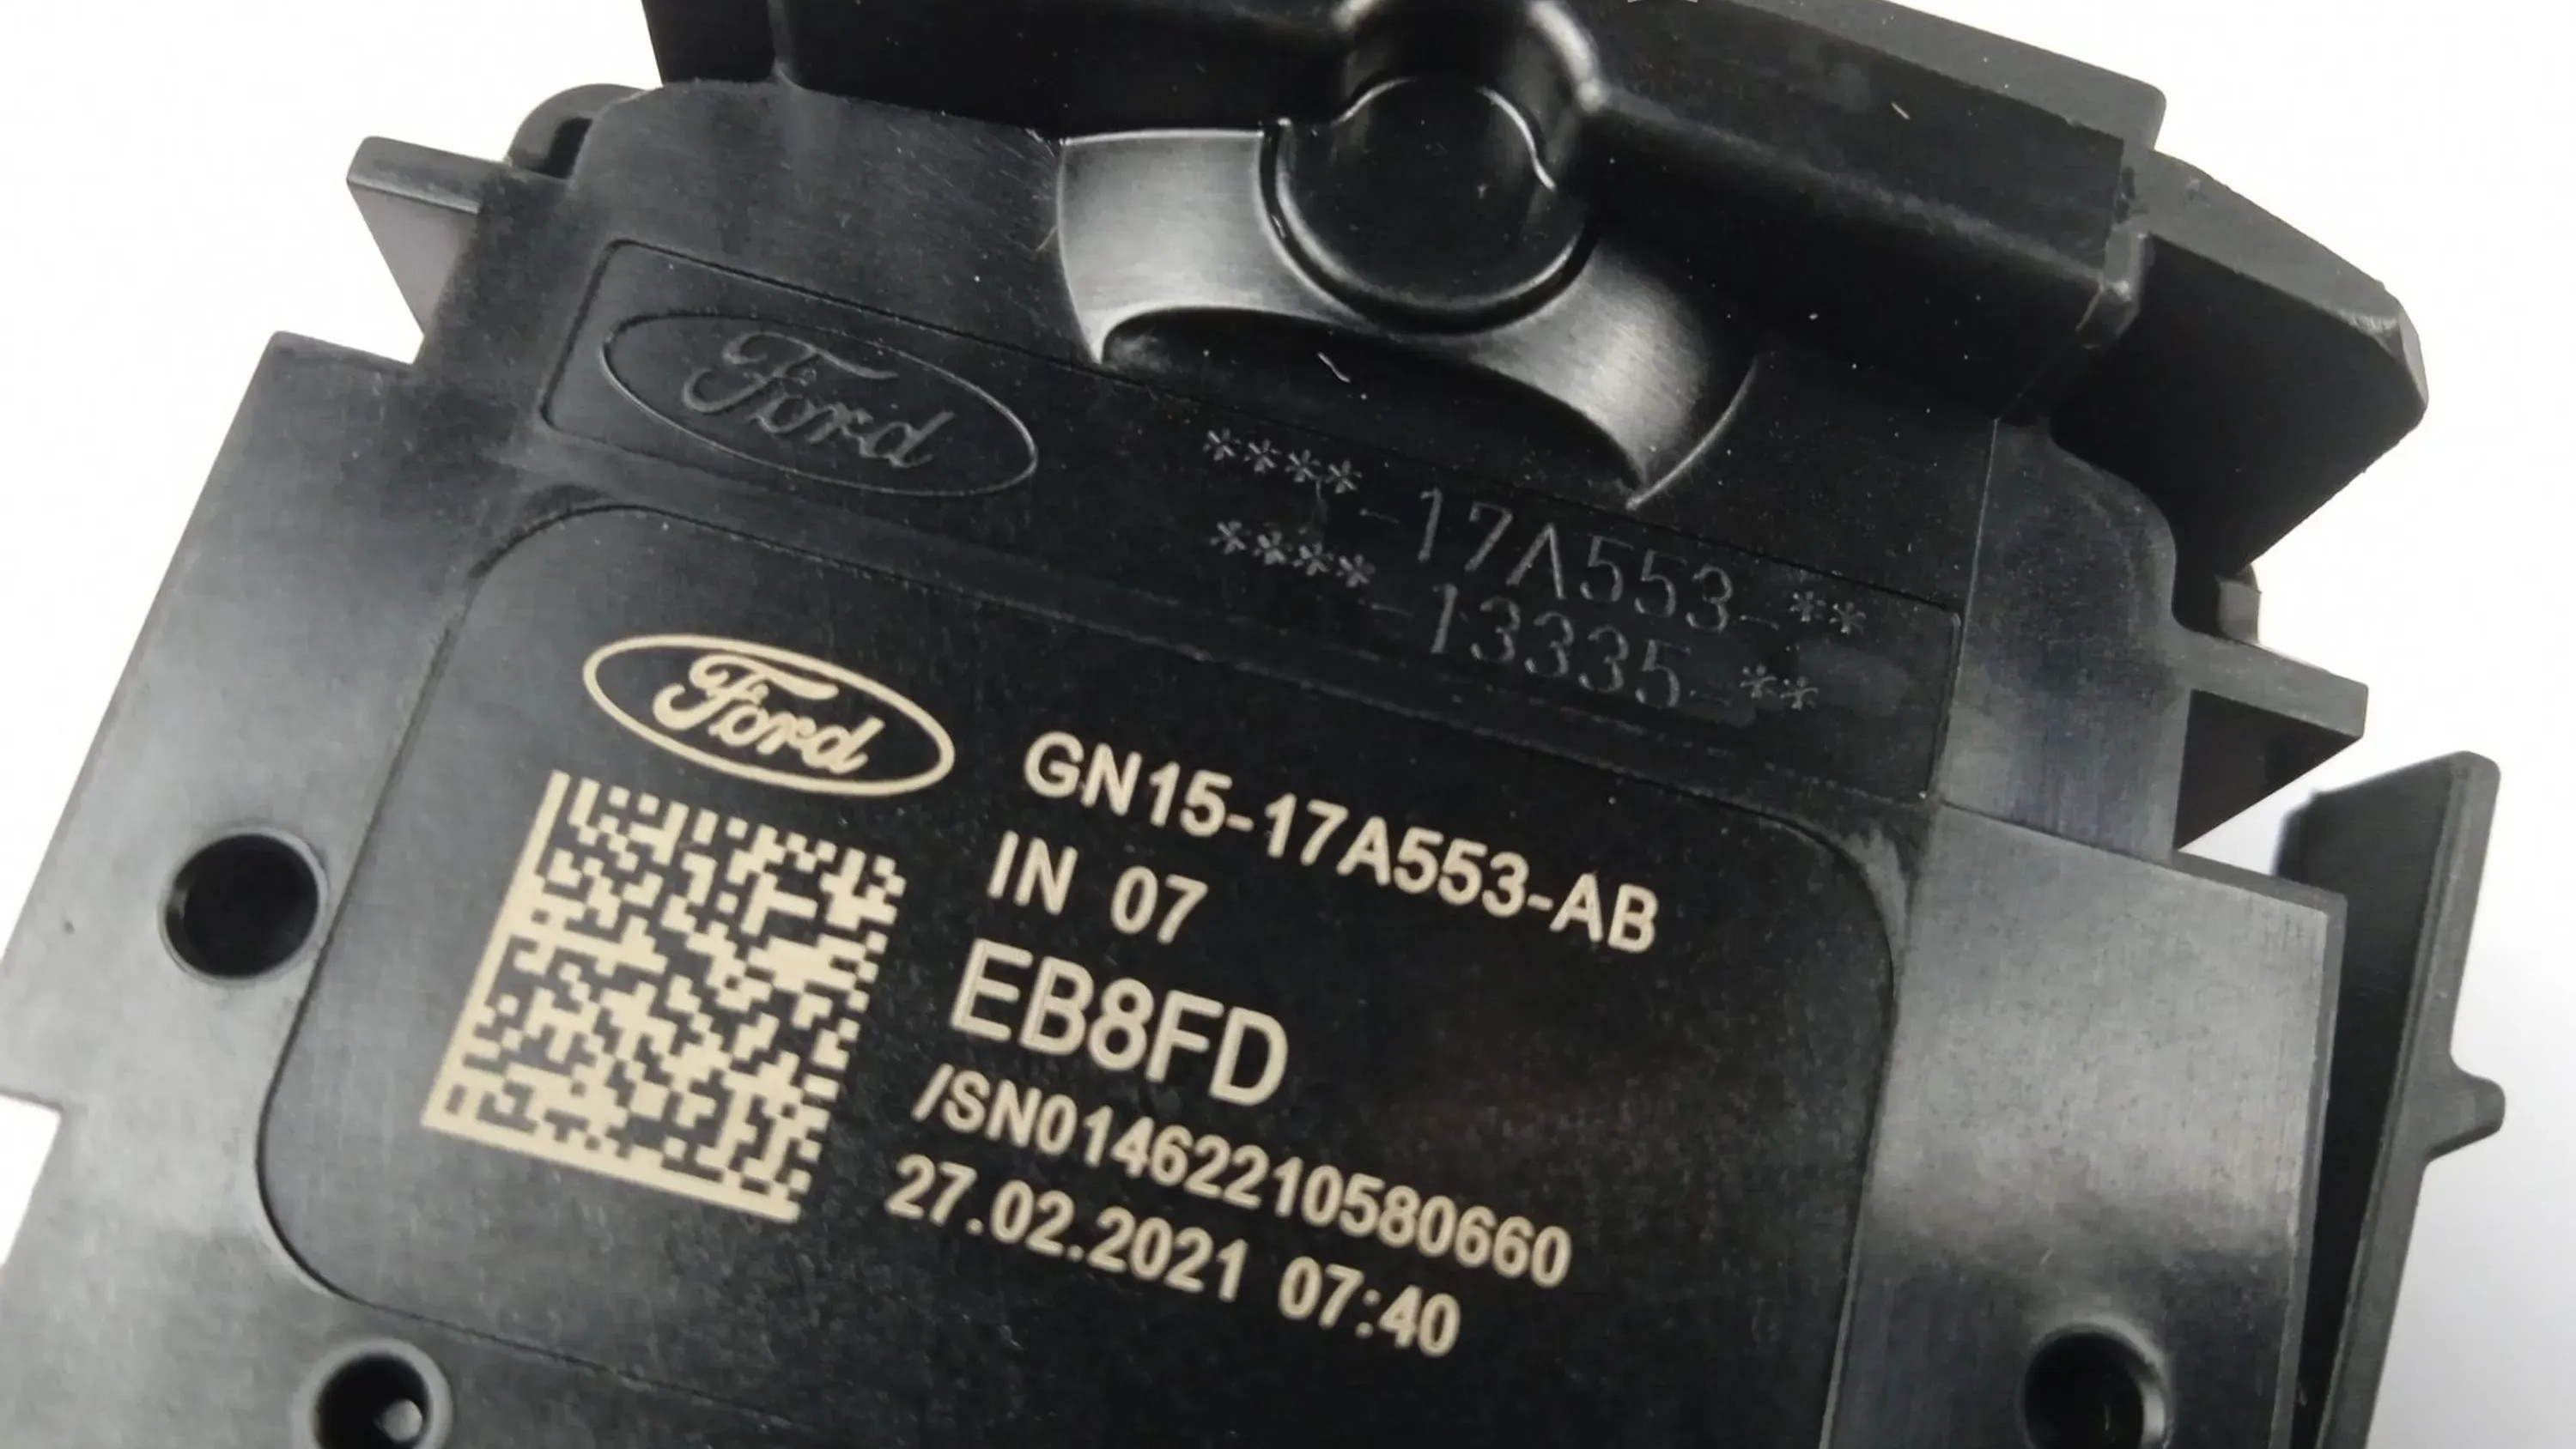 Ford
****-17A553-**
****-13335-**
Ford
GN15-17A553-AB
IN 07
EB8FD
/SN01462210580660
27.02.2021 07:40